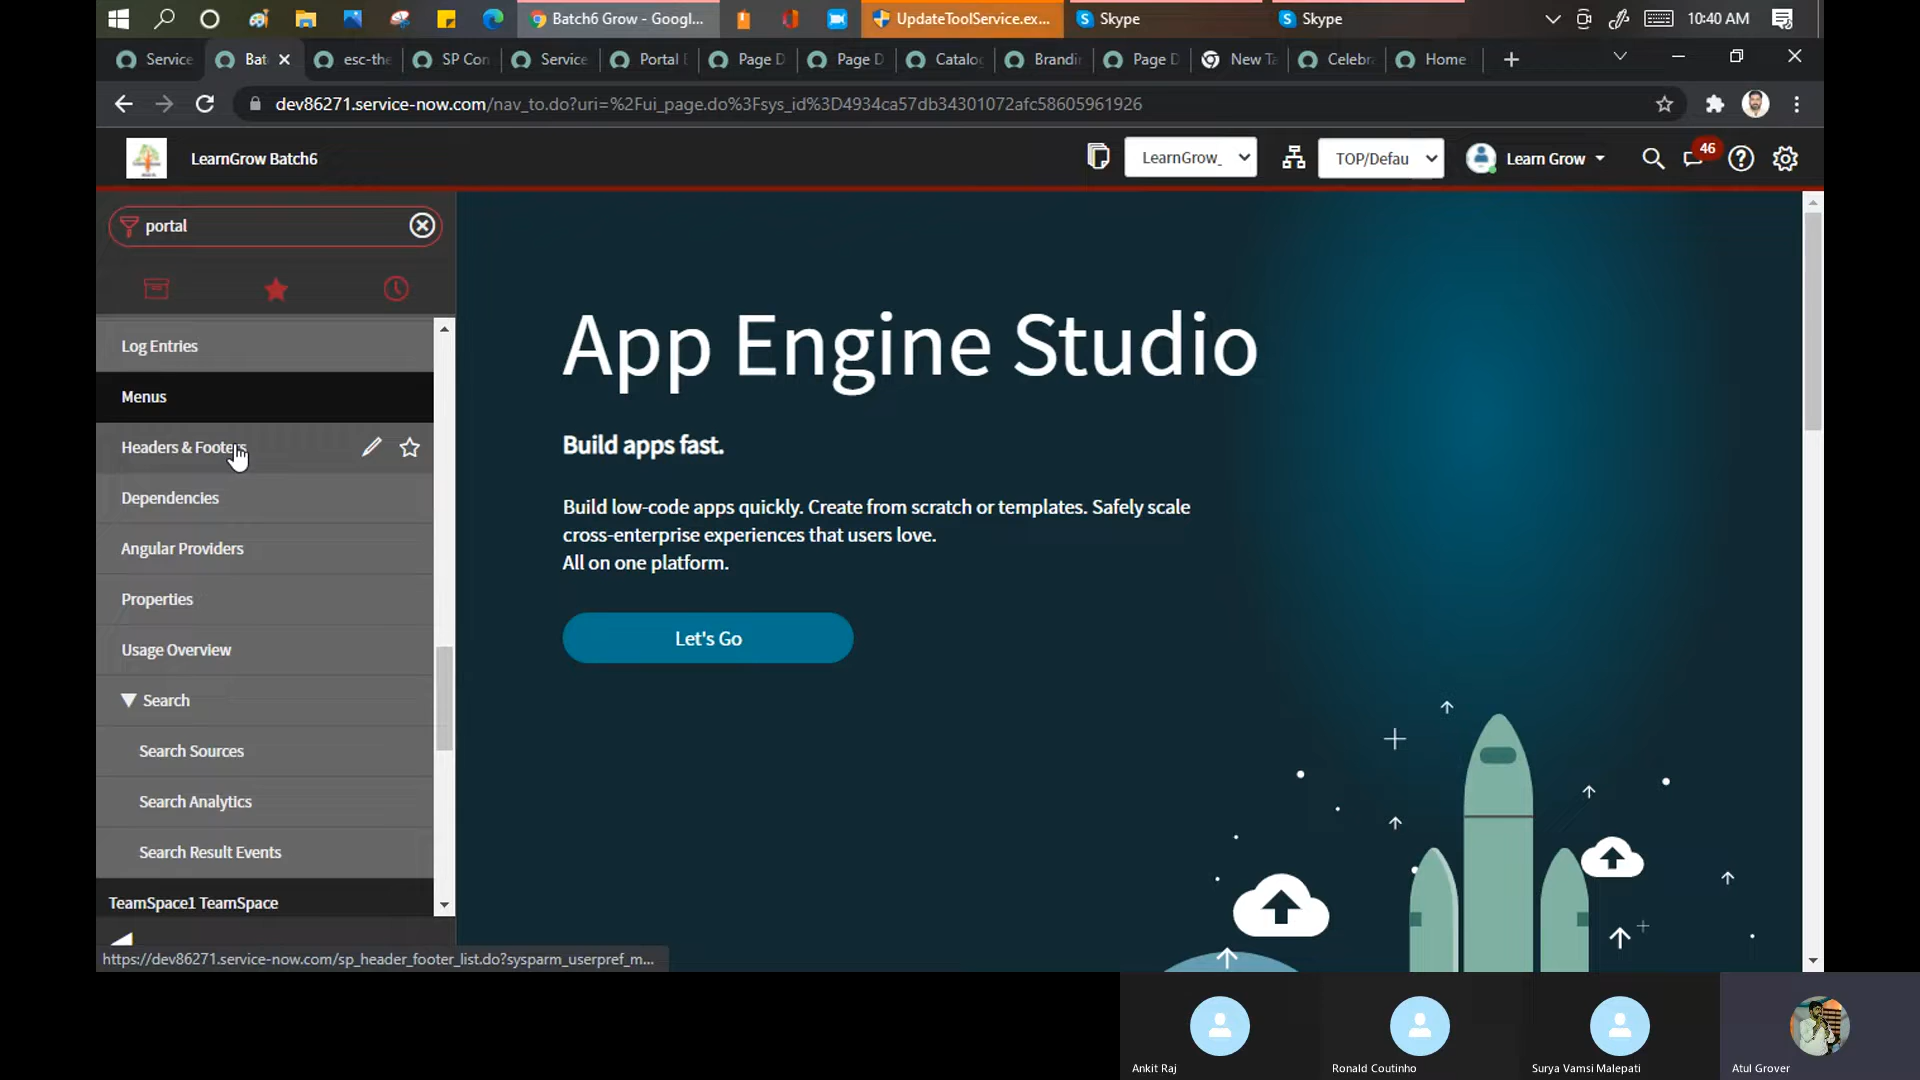 Batch6 Grow - Googl...
UpdateToolService.ex...
Skype
Skype
10:40 AM
Service
Bat
esc-the
SP Con
Service
Portal
Page D
Page D
Catalo
Brandi
Page D
New Ta
Celebr
Home
dev86271.service-now.com/nav_to.do?uri=%2Fui_page.do%3Fsys_id%3D4934ca57db34301072afc58605961926
LearnGrow Batch6
LearnGrow_
TOP/Defau
Learn Grow
46
portal
Log Entries
Menus
Headers & Footers
Dependencies
Angular Providers
Properties
Usage Overview
Search
Search Sources
Search Analytics
Search Result Events
TeamSpace1 TeamSpace
App Engine Studio
Build apps fast.
Build low-code apps quickly. Create from scratch or templates. Safely scale
cross-enterprise experiences that users love.
All on one platform.
Let's Go
https://dev86271.service-now.com/sp_header_footer_list.do?sysparm_userpref_m...
Ankit Raj
Ronald Coutinho
Surya Vamsi Malepati
Atul Grover